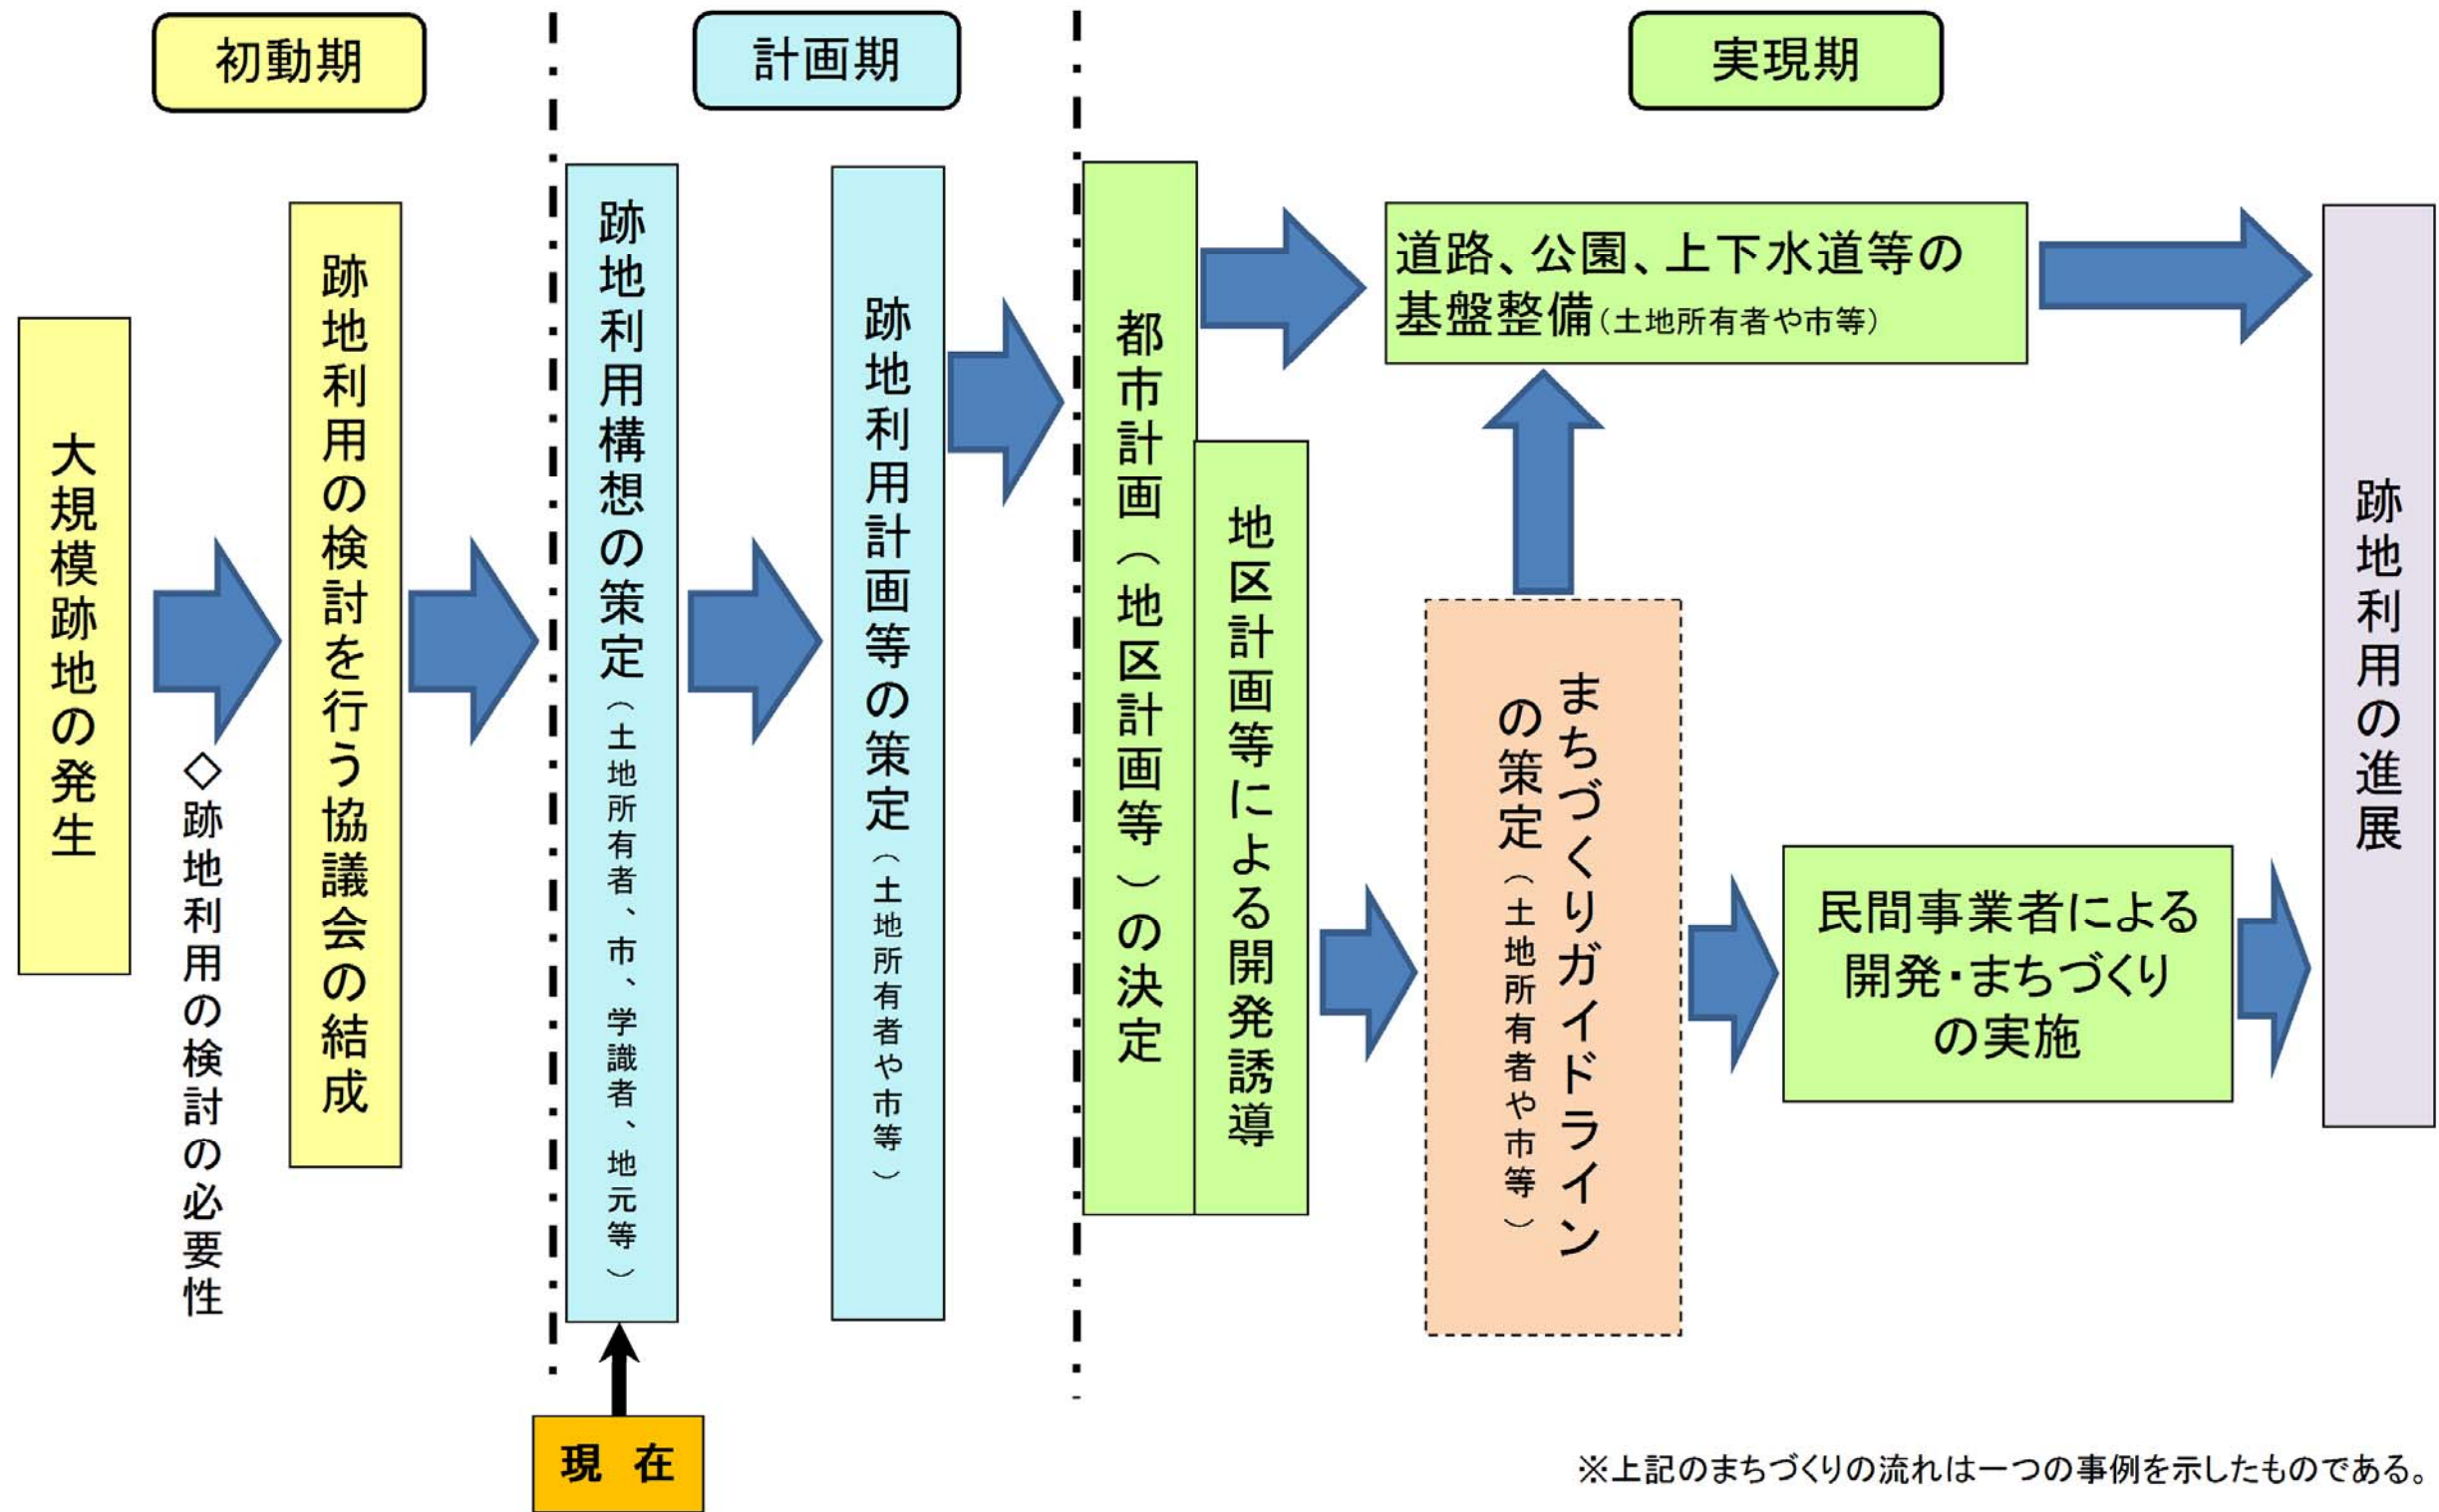 初動期
計画期
実現期
大規模跡地の発生
◇跡地利用の検討の必要性
跡地利用の検討を行う協議会の結成
跡地利用構想の策定（土地所有者、市、学識者、地元等）
跡地利用計画等の策定（土地所有者や市等）
都市計画（地区計画等）の決定
地区計画等による開発誘導
道路、公園、上下水道等の
基盤整備（土地所有者や市等）
まちづくりガイドライン
の策定（土地所有者や市等）
民間事業者による
開発・まちづくり
の実施
跡地利用の進展
現 在
※上記のまちづくりの流れは一つの事例を示したものである。